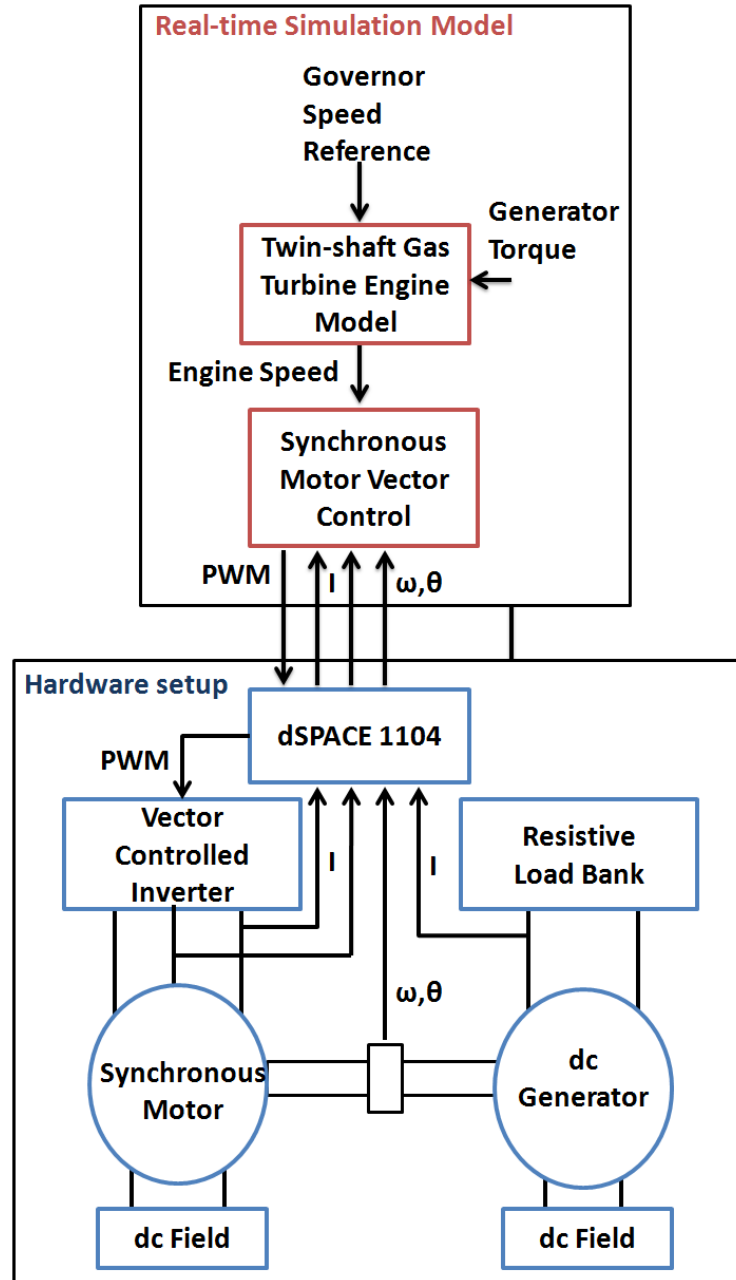 Real-time Simulation Model
Governor
Speed
Reference
Generator
Torque
Twin-shaft Gas
Turbine Engine
Model
Engine Speed
Synchronous
Motor Vector
Control
PWM
I
ω,θ
Hardware setup
dSPACE 1104
PWM
Vector
Controlled
Inverter
I
I
Resistive
Load Bank
ω,θ
Synchronous
Motor
dc
Generator
dc Field
dc Field